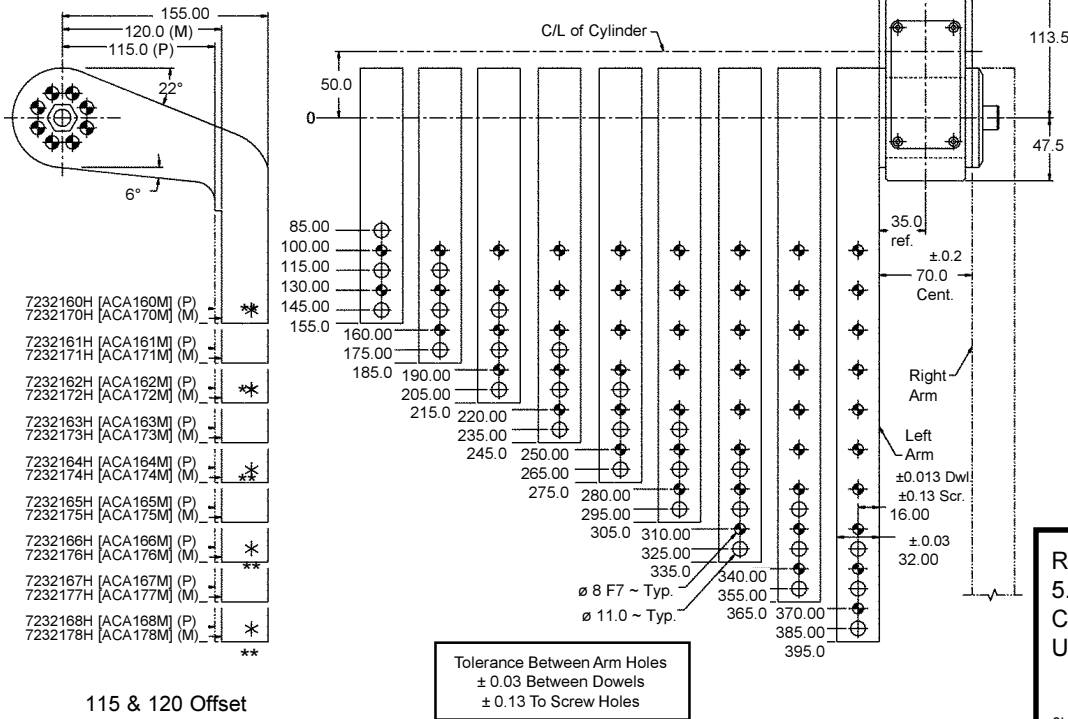 155.00
120.0 (M)
115.0 (P)
22°
6°
C/L of Cylinder
50.0
0
113.5
47.5
35.0
ref.
±.0.2
70.0
Cent.
85.00
100.00
115.00
130.00
145.00
155.0
160.00
175.00
185.0
190.00
205.00
215.0
220.00
235.00
245.0
250.00
265.00
275.0
280.00
295.00
305.0
310.00
325.00
335.0
340.00
355.00
365.0
370.00
385.00
395.0
7232160H [ACA160M] (P)
7232170H [ACA170M] (M)
7232161H [ACA161M] (P)
7232171H [ACA171M] (M)
7232162H [ACA162M] (P)
7232172H [ACA172M] (M)
7232163H [ACA163M] (P)
7232173H [ACA173M] (M)
7232164H [ACA164M] (P)
7232174H [ACA174M] (M)
7232165H [ACA165M] (P)
7232175H [ACA175M] (M)
7232166H [ACA166M] (P)
7232176H [ACA176M] (M)
**
7232167H [ACA167M] (P)
7232177H [ACA177M] (M)
7232168H [ACA168M] (P)
7232178H [ACA178M] (M)
**
Right
Arm
Left
Arm
±0.013 Dwl.
±0.13 Scr.
16.00
±.0.03
32.00
ø 8 F7 ~ Typ.
ø 11.0 ~ Typ.
Tolerance Between Arm Holes
± 0.03 Between Dowels
± 0.13 To Screw Holes
115 & 120 Offset
R
5.
C
U